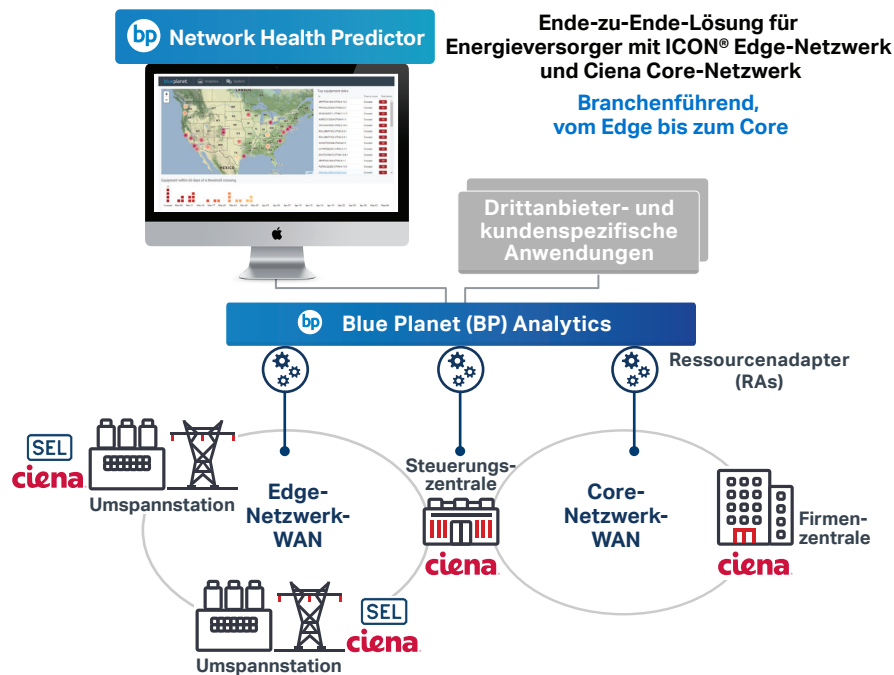 bp Network Health Predictor
Ende-zu-Ende-Lösung für
Energieversorger mit ICON® Edge-Netzwerk
und Ciena Core-Netzwerk
Branchenführend,
vom Edge bis zum Core
blueplanet
MEXICO
Drittanbieter- und
kundenspezifische
Anwendungen
bp Blue Planet (BP) Analytics
Ressourcenadapter
(RAs)
SEL
ciena
Umspannstation
Edge-
Netzwerk-
WAN
Steuerungs-
zentrale
ciena
Core-
Netzwerk-
WAN
Firmen-
zentrale
ciena
SEL
ciena
Umspannstation